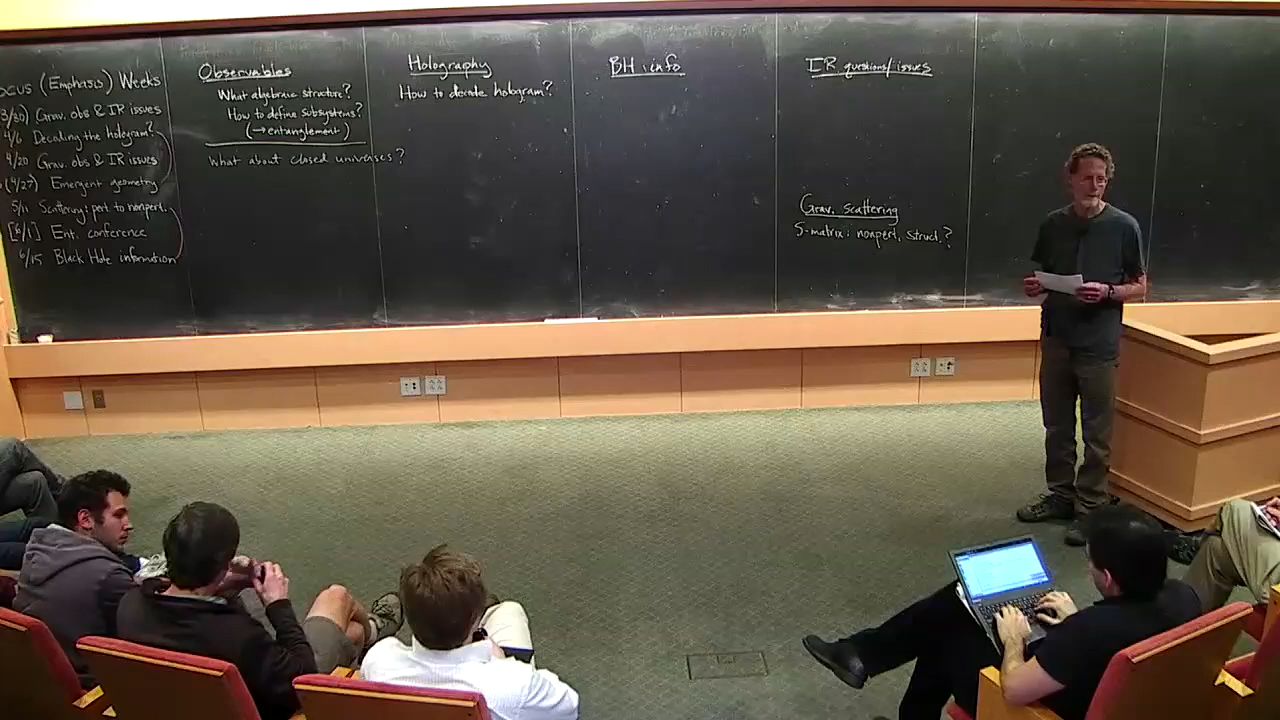 ocus (Emphasis) Weeks
3/30) Grav. obs & IR issues
4/6 Decoding the hologram?
4/20 Grav. obs & IR issues
(4/27) Emergent geometry
5/11 Scattering: pert to nonpert.
[6/1] Ent. conference
6/15 Black Hole information
Observables
What algebraic structure?
How to define subsystems?
(→ entanglement)
What about closed universes?
Holography
How to decode hologram?
BH info
IR questions/issues
Grav. scattering
S-matrix: nonpert. struct.?